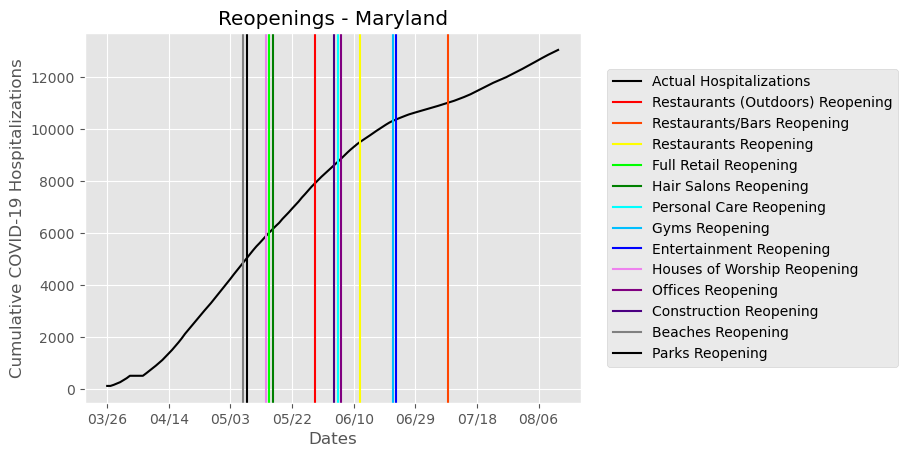 Reopenings - Maryland
Cumulative COVID-19 Hospitalizations
12000
10000
8000
6000
4000
2000
0
03/26 04/14 05/03 05/22 06/10 06/29 07/18 08/06
Dates
Actual Hospitalizations
Restaurants (Outdoors) Reopening
Restaurants/Bars Reopening
Restaurants Reopening
Full Retail Reopening
Hair Salons Reopening
Personal Care Reopening
Gyms Reopening
Entertainment Reopening
Houses of Worship Reopening
Offices Reopening
Construction Reopening
Beaches Reopening
Parks Reopening